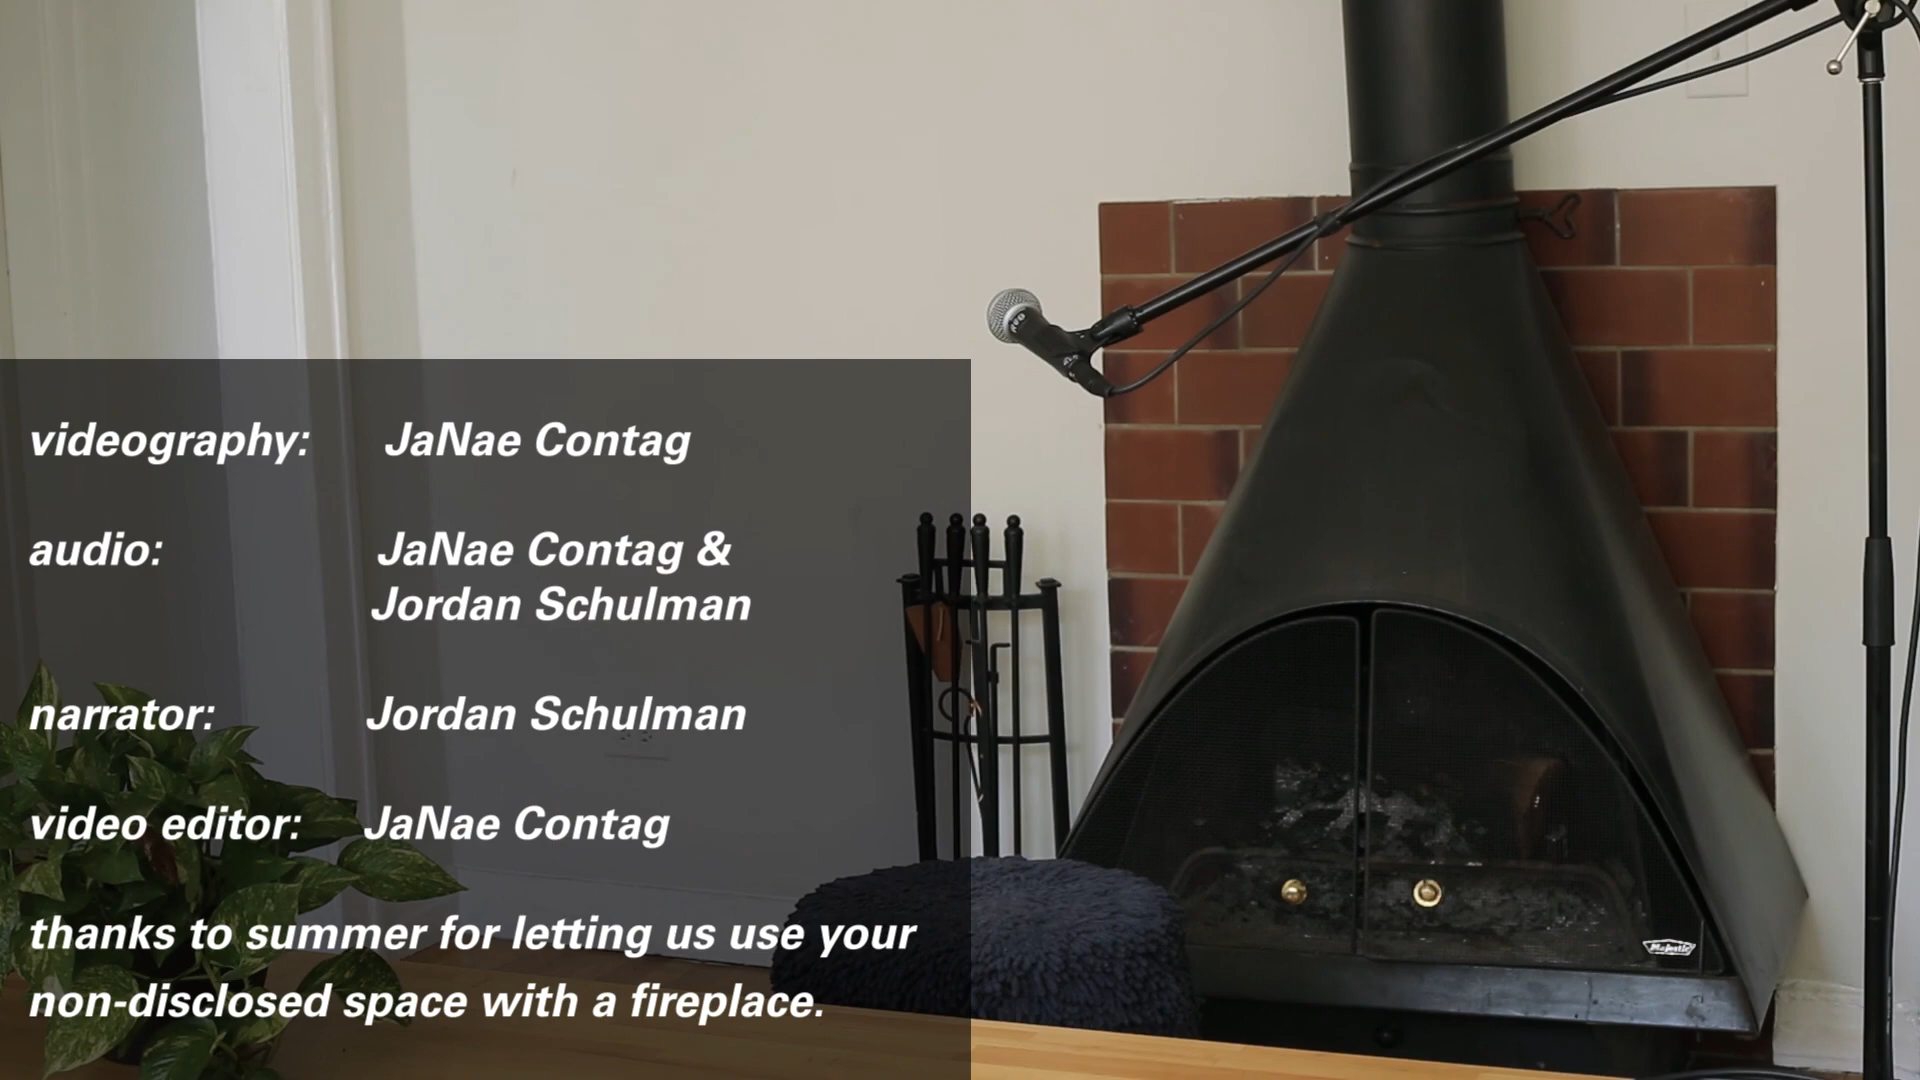 videography: JaNae Contag
audio: JaNae Contag &
Jordan Schulman
narrator: Jordan Schulman
video editor: JaNae Contag
thanks to summer for letting us use your
non-disclosed space with a fireplace.
Majestic